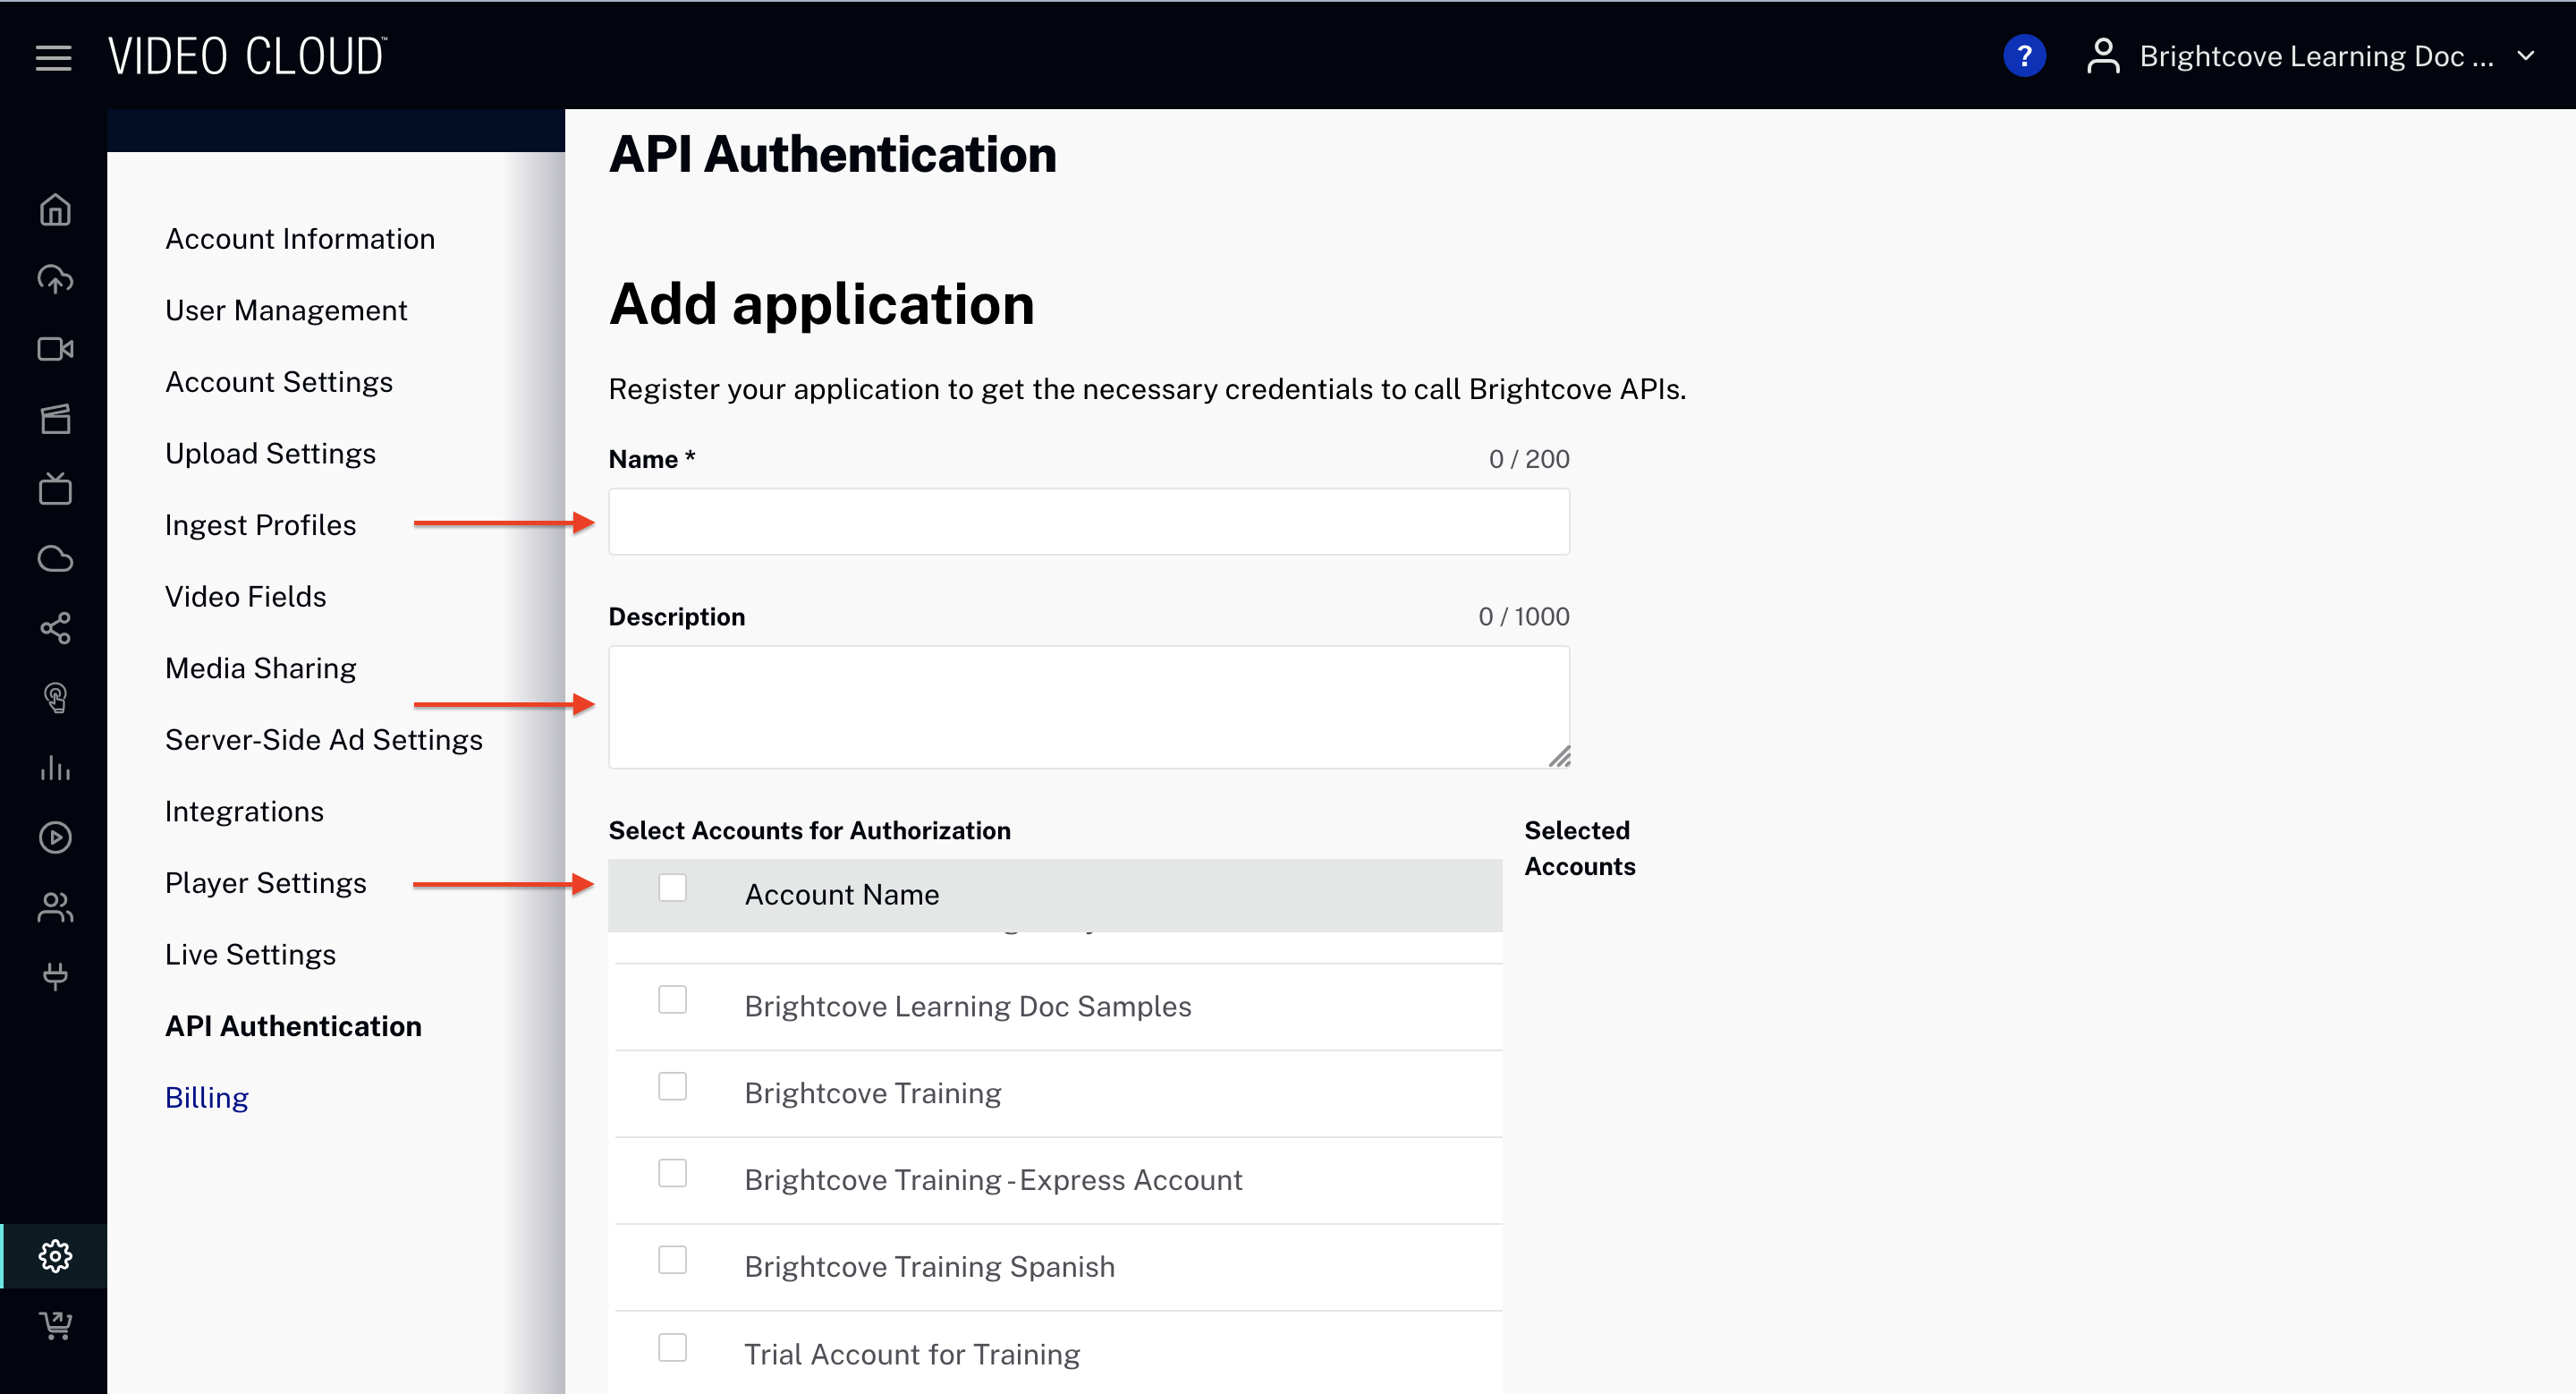 VIDEO CLOUD™
?
Brightcove Learning Doc ...
Account Information
User Management
Account Settings
Upload Settings
Ingest Profiles
Video Fields
Media Sharing
Server-Side Ad Settings
Integrations
Player Settings
Live Settings
API Authentication
Billing
API Authentication
Add application
Register your application to get the necessary credentials to call Brightcove APIs.
Name *
0 / 200
Description
0 / 1000
Select Accounts for Authorization
Selected
Accounts
Account Name
Brightcove Learning Doc Samples
Brightcove Training
Brightcove Training - Express Account
Brightcove Training Spanish
Trial Account for Training